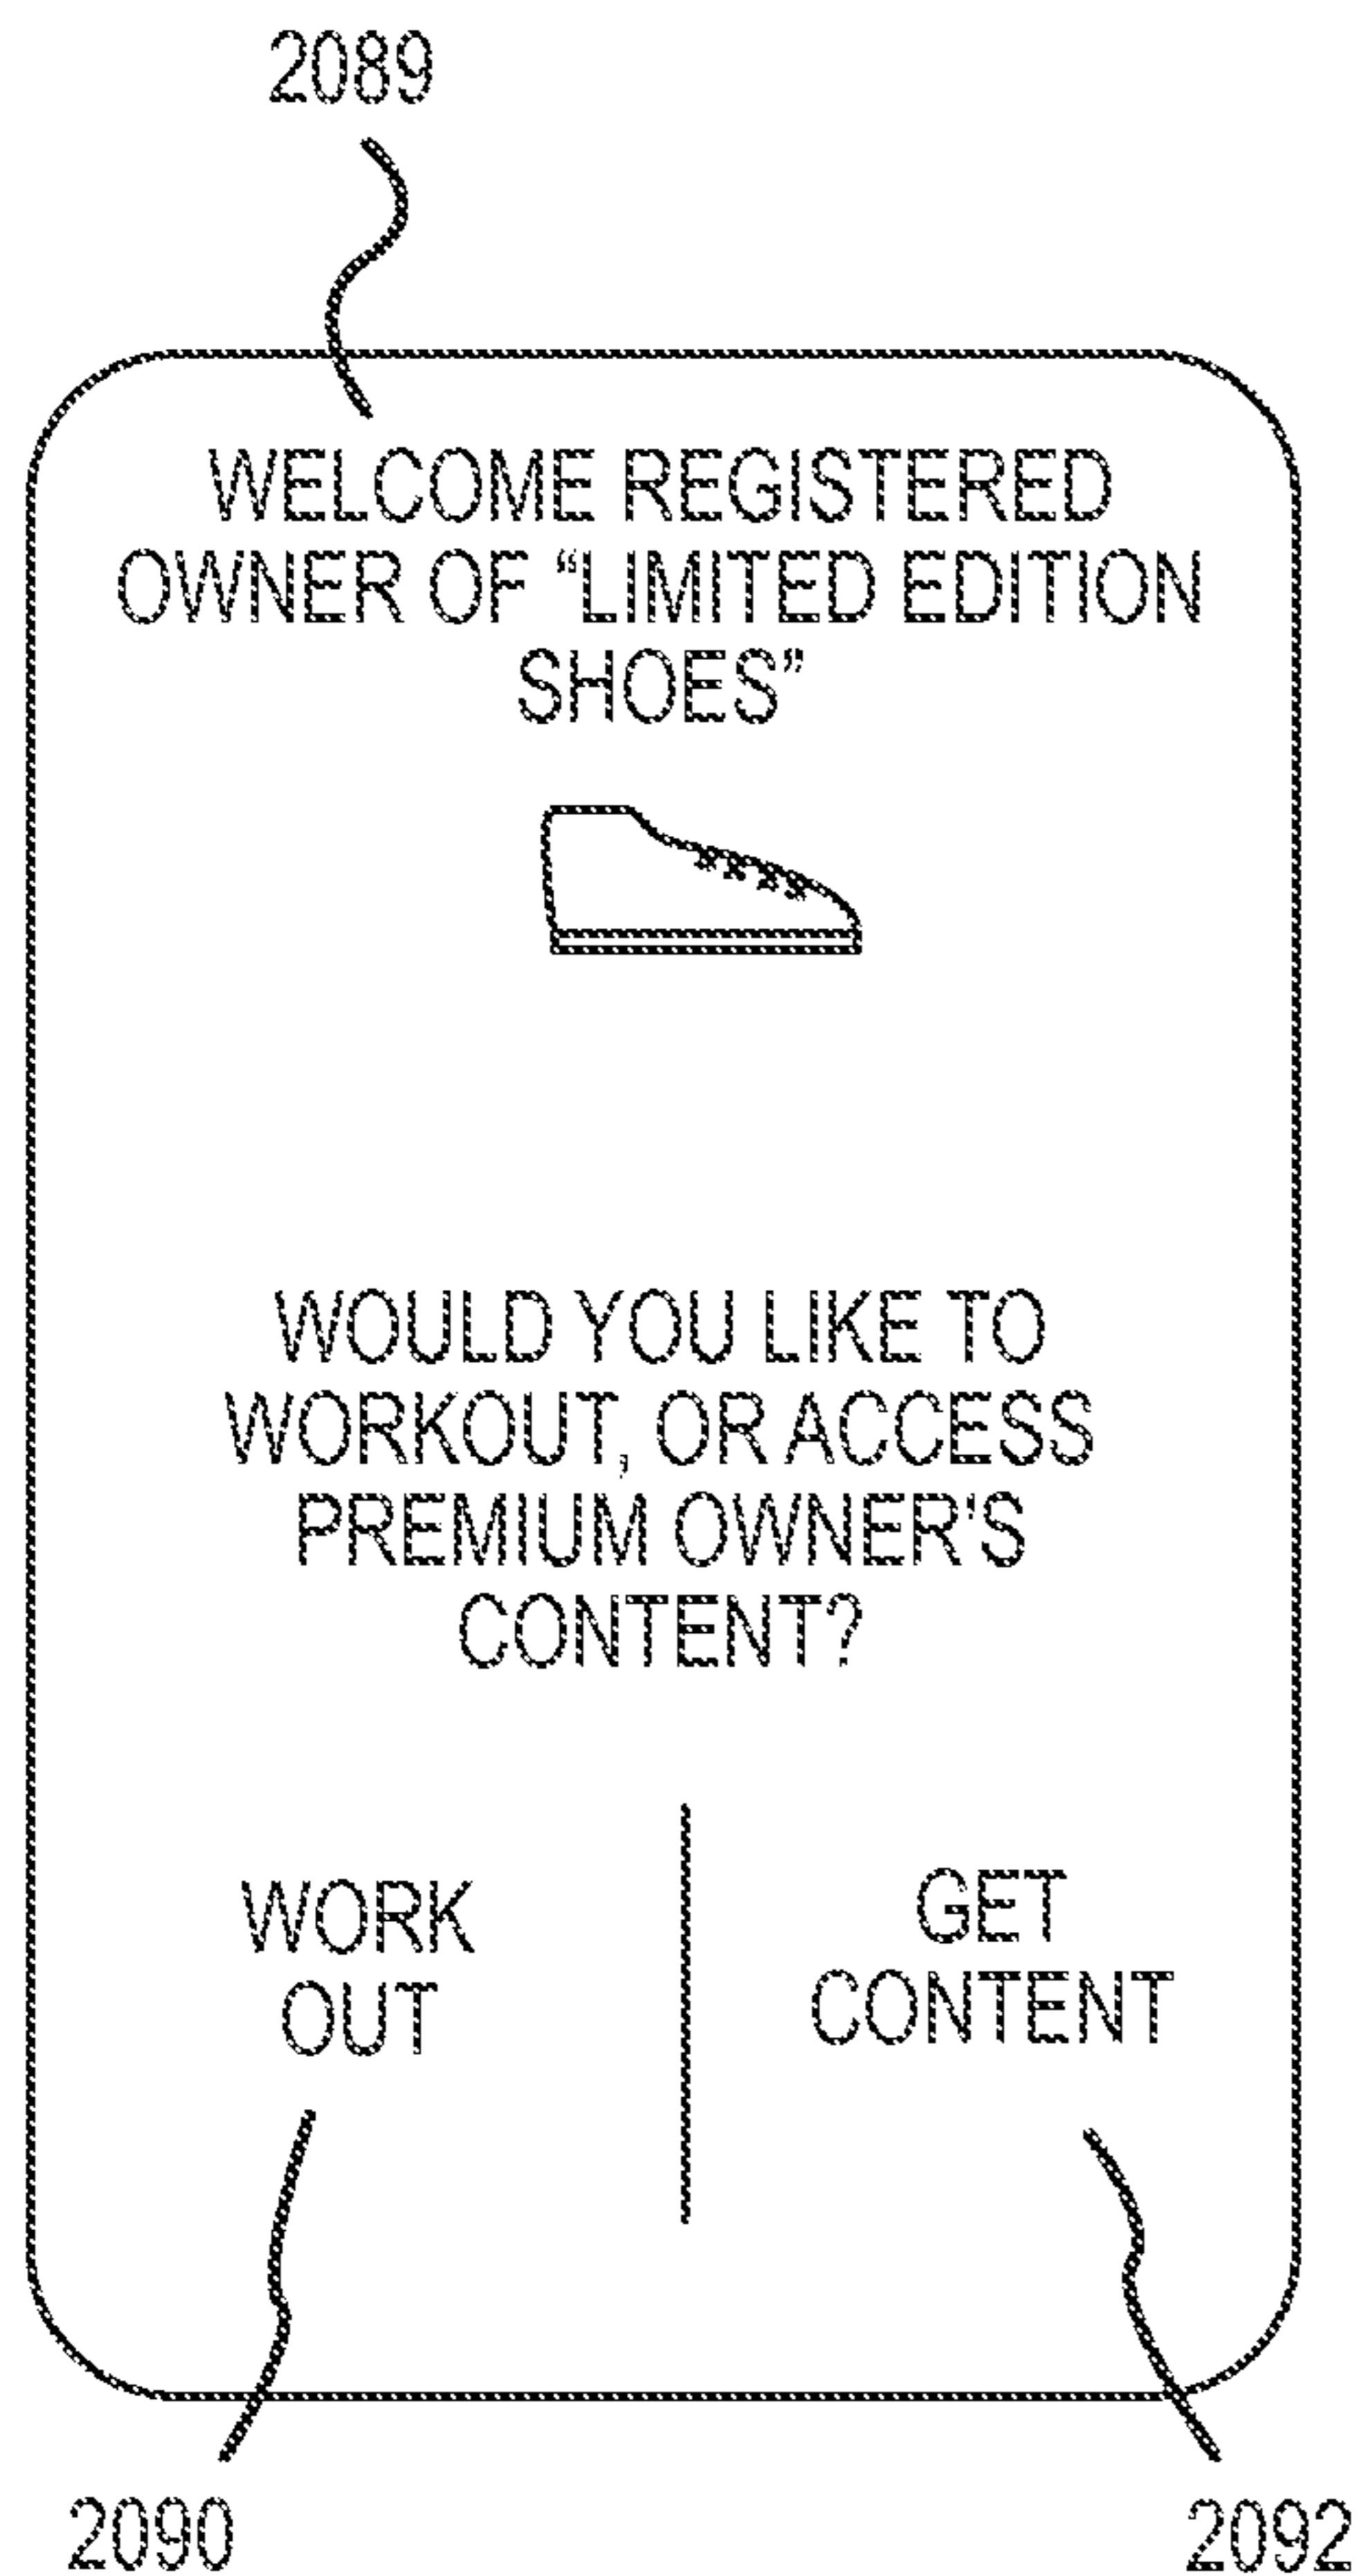 2089
WELCOME REGISTERED
OWNER OF “LIMITED EDITION
SHOES”
WOULD YOU LIKE TO
WORKOUT, OR ACCESS
PREMIUM OWNER'S
CONTENT?
WORK
OUT
GET
CONTENT
2090
2092